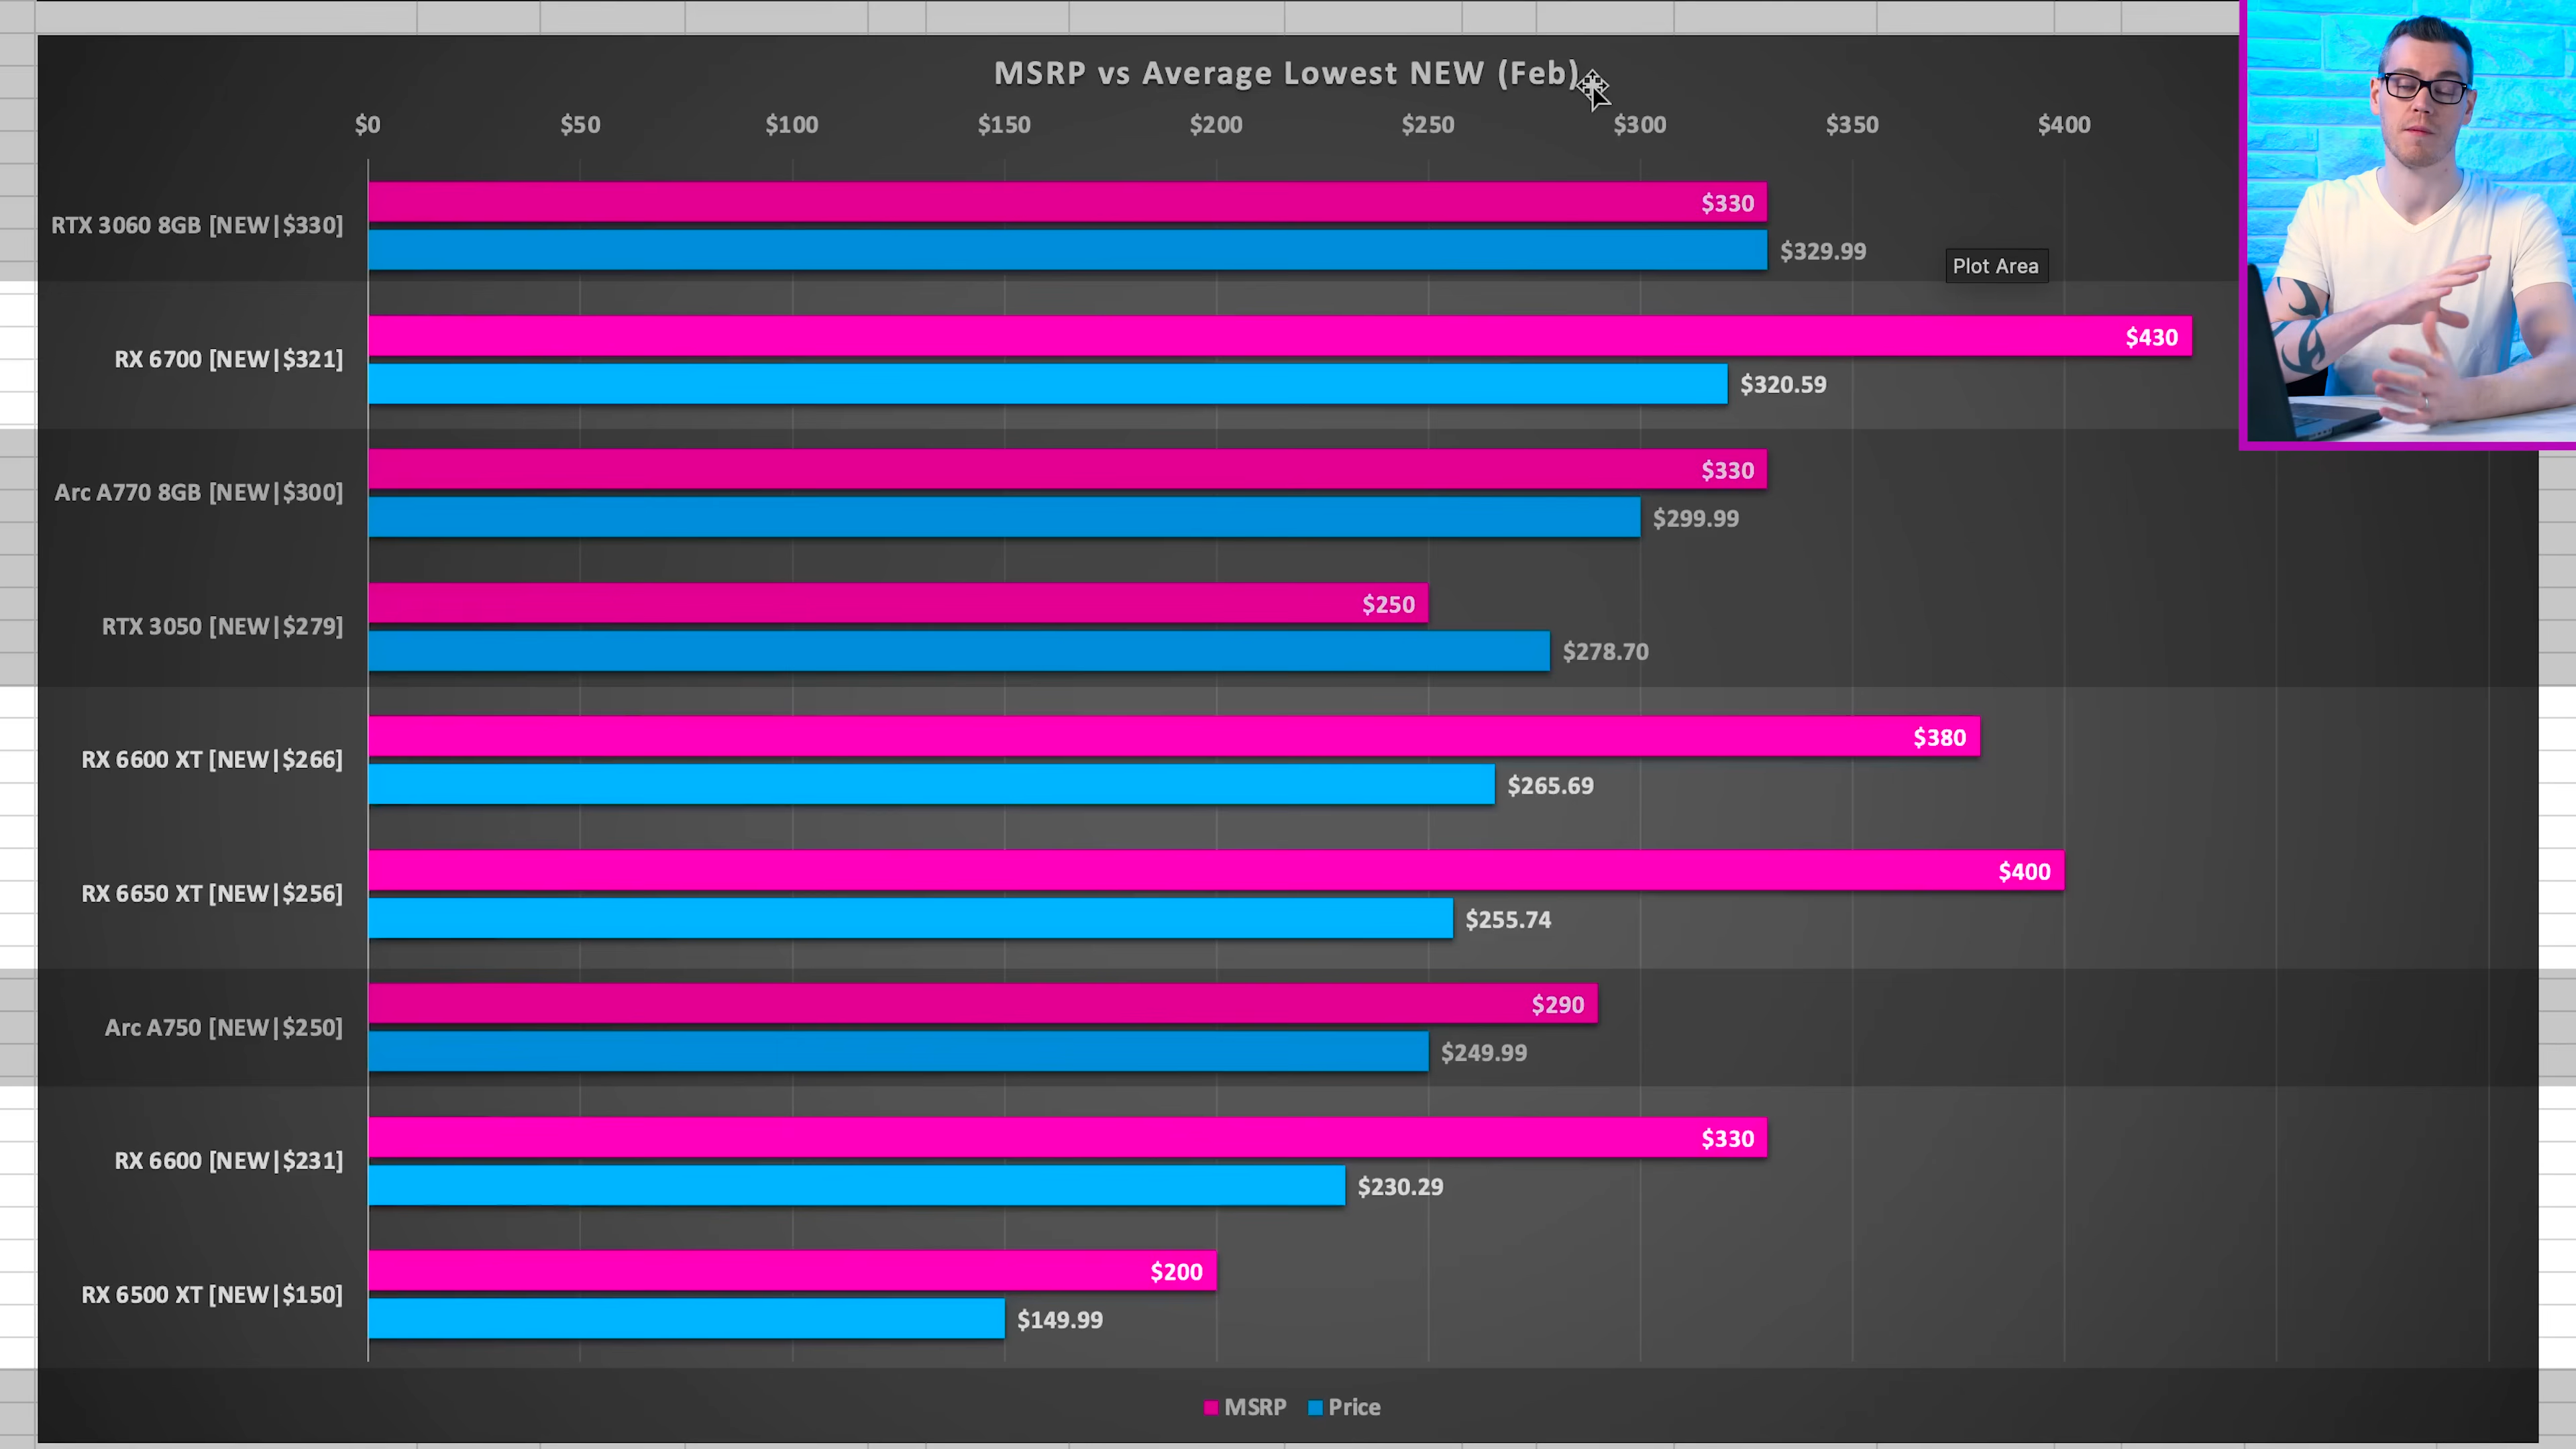 MSRP vs Average Lowest NEW (Feb)
$0 $50 $100 $150 $200 $250 $300 $350 $400
RTX 3060 8GB [NEW|$330]
$330
$329.99
Plot Area
RX 6700 [NEW|$321]
$430
$320.59
Arc A770 8GB [NEW|$300]
$330
$299.99
RTX 3050 [NEW|$279]
$250
$278.70
RX 6600 XT [NEW|$266]
$380
$265.69
RX 6650 XT [NEW|$256]
$400
$255.74
Arc A750 [NEW|$250]
$290
$249.99
RX 6600 [NEW|$231]
$330
$230.29
RX 6500 XT [NEW|$150]
$200
$149.99
MSRP Price